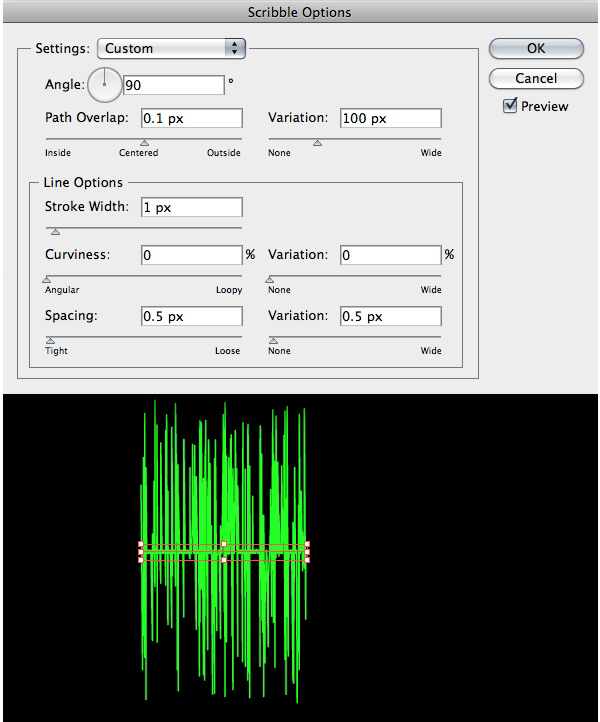 Scribble Options
Settings: Custom OK
Angle: 90 ° Cancel
Preview
Path Overlap: 0.1 px Variation: 100 px
Inside Centered Outside None Wide
Line Options
Stroke Width: 1 px
Curviness: 0 % Variation: 0 %
Angular Loopy None Wide
Spacing: 0.5 px Variation: 0.5 px
Tight Loose None Wide